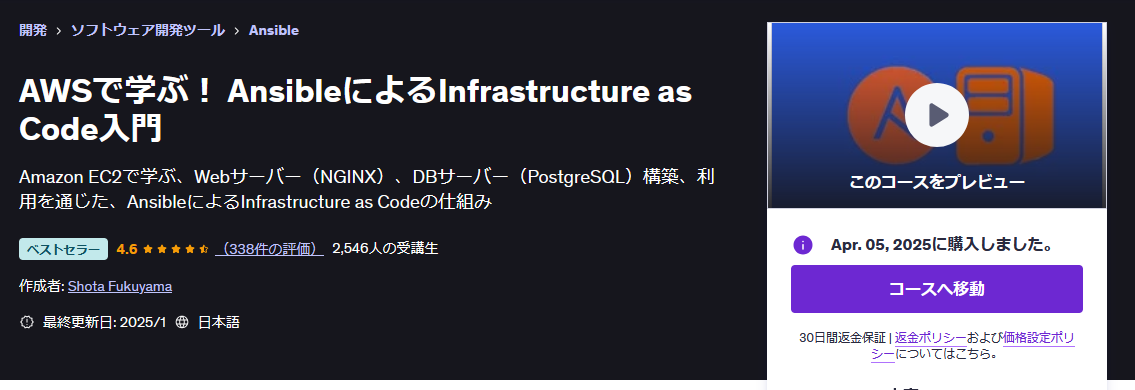 開発 > ソフトウェア開発ツール > Ansible
AWSで学ぶ！ AnsibleによるInfrastructure as
Code入門
Amazon EC2で学ぶ、Webサーバー（NGINX）、DBサーバー（PostgreSQL）構築、利
用を通じた、AnsibleによるInfrastructure as Codeの仕組み
ベストセラー 4.6 （338件の評価） 2,546人の受講生
作成者: Shota Fukuyama
最終更新日: 2025/1 日本語
このコースをプレビュー
Apr. 05, 2025に購入しました。
コースへ移動
30日間返金保証 | 返金ポリシーおよび価格設定ポリ
シーについてはこちら。